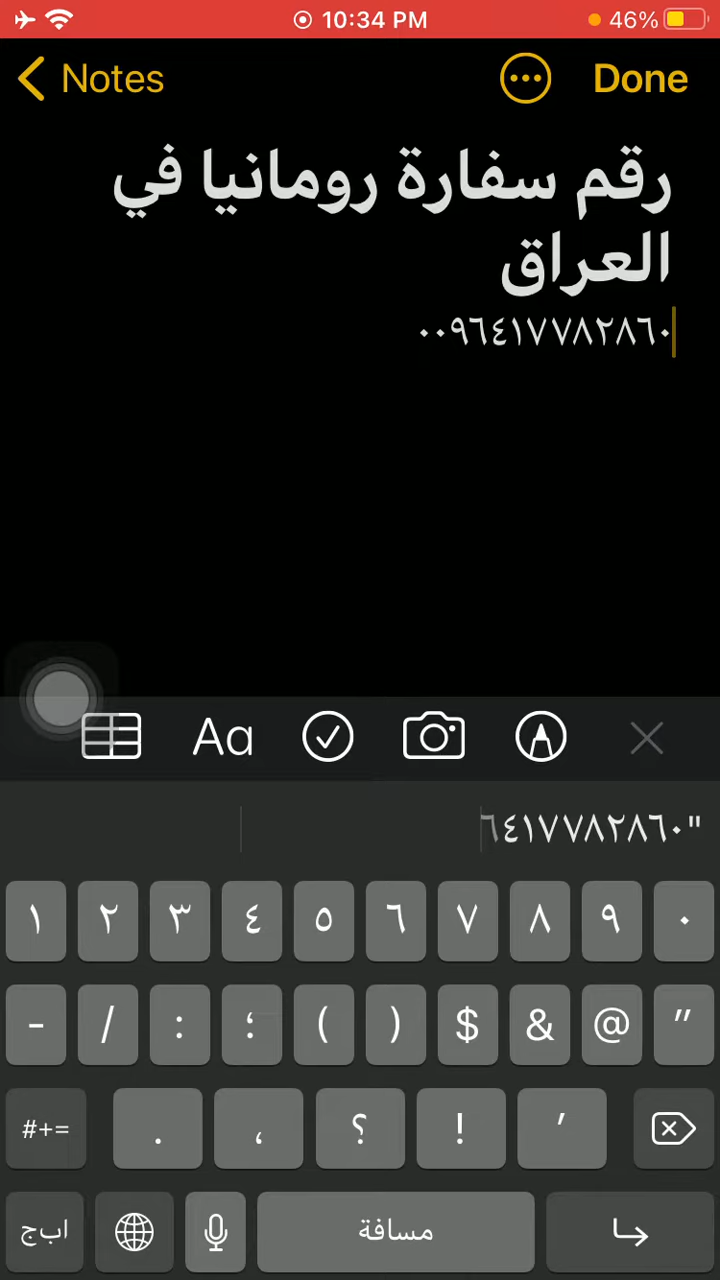 10:34 PM
46%
Notes
Done
رقم سفارة رومانيا في
العراق
٠٠٩٦٤١٧٧٨٢٨٦٠
Aa
٦٤١٧٧٨٢٨٦٠"
١ ٢ ٣ ٤ ٥ ٦ ٧ ٨ ٩ ٠
- / : ؛ ( ) $ & @ "
#+= . ، ؟ ! ’
اب‌ج مسافة